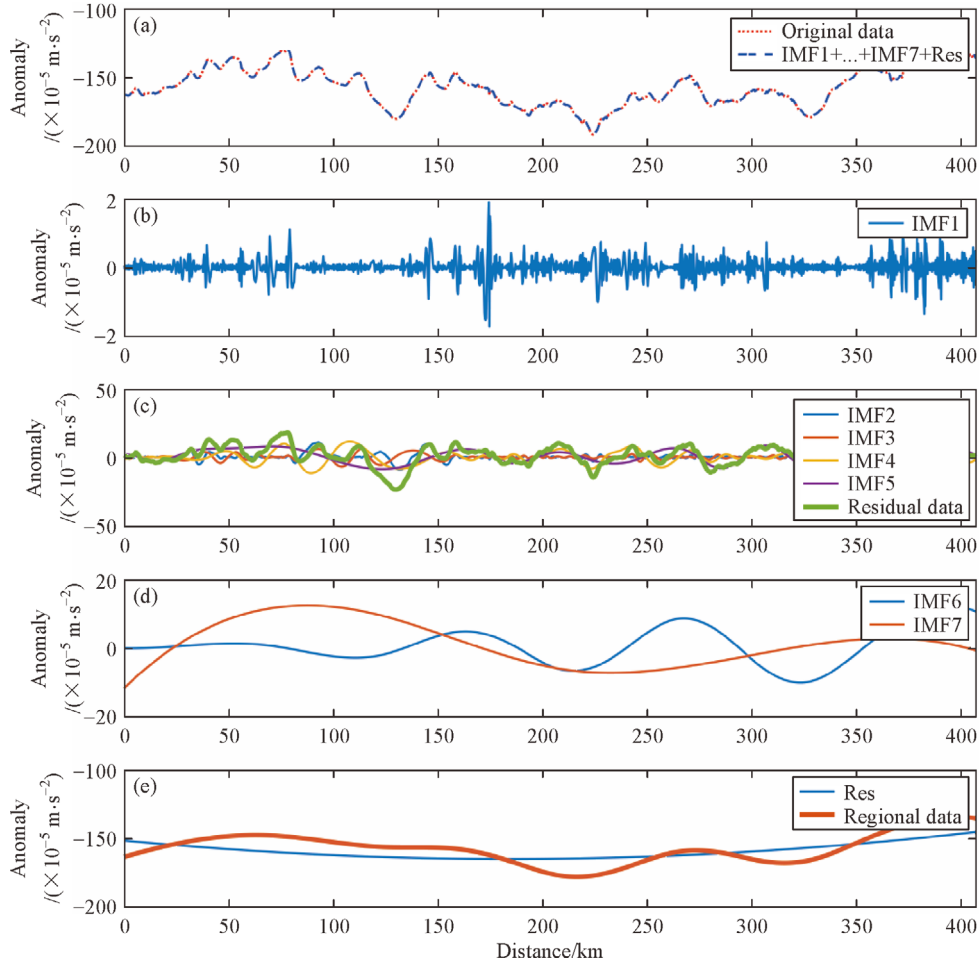 (a)
−100
−150
−200
Anomaly
/(×10⁻⁵ m·s⁻²)
Original data
IMF1+...+IMF7+Res
0 50 100 150 200 250 300 350 400
(b)
2
0
−2
Anomaly
/(×10⁻⁵ m·s⁻²)
IMF1
0 50 100 150 200 250 300 350 400
(c)
50
0
−50
Anomaly
/(×10⁻⁵ m·s⁻²)
IMF2
IMF3
IMF4
IMF5
Residual data
0 50 100 150 200 250 300 350 400
(d)
20
0
−20
Anomaly
/(×10⁻⁵ m·s⁻²)
IMF6
IMF7
0 50 100 150 200 250 300 350 400
(e)
−100
−150
−200
Anomaly
/(×10⁻⁵ m·s⁻²)
Res
Regional data
0 50 100 150 200 250 300 350 400
Distance/km